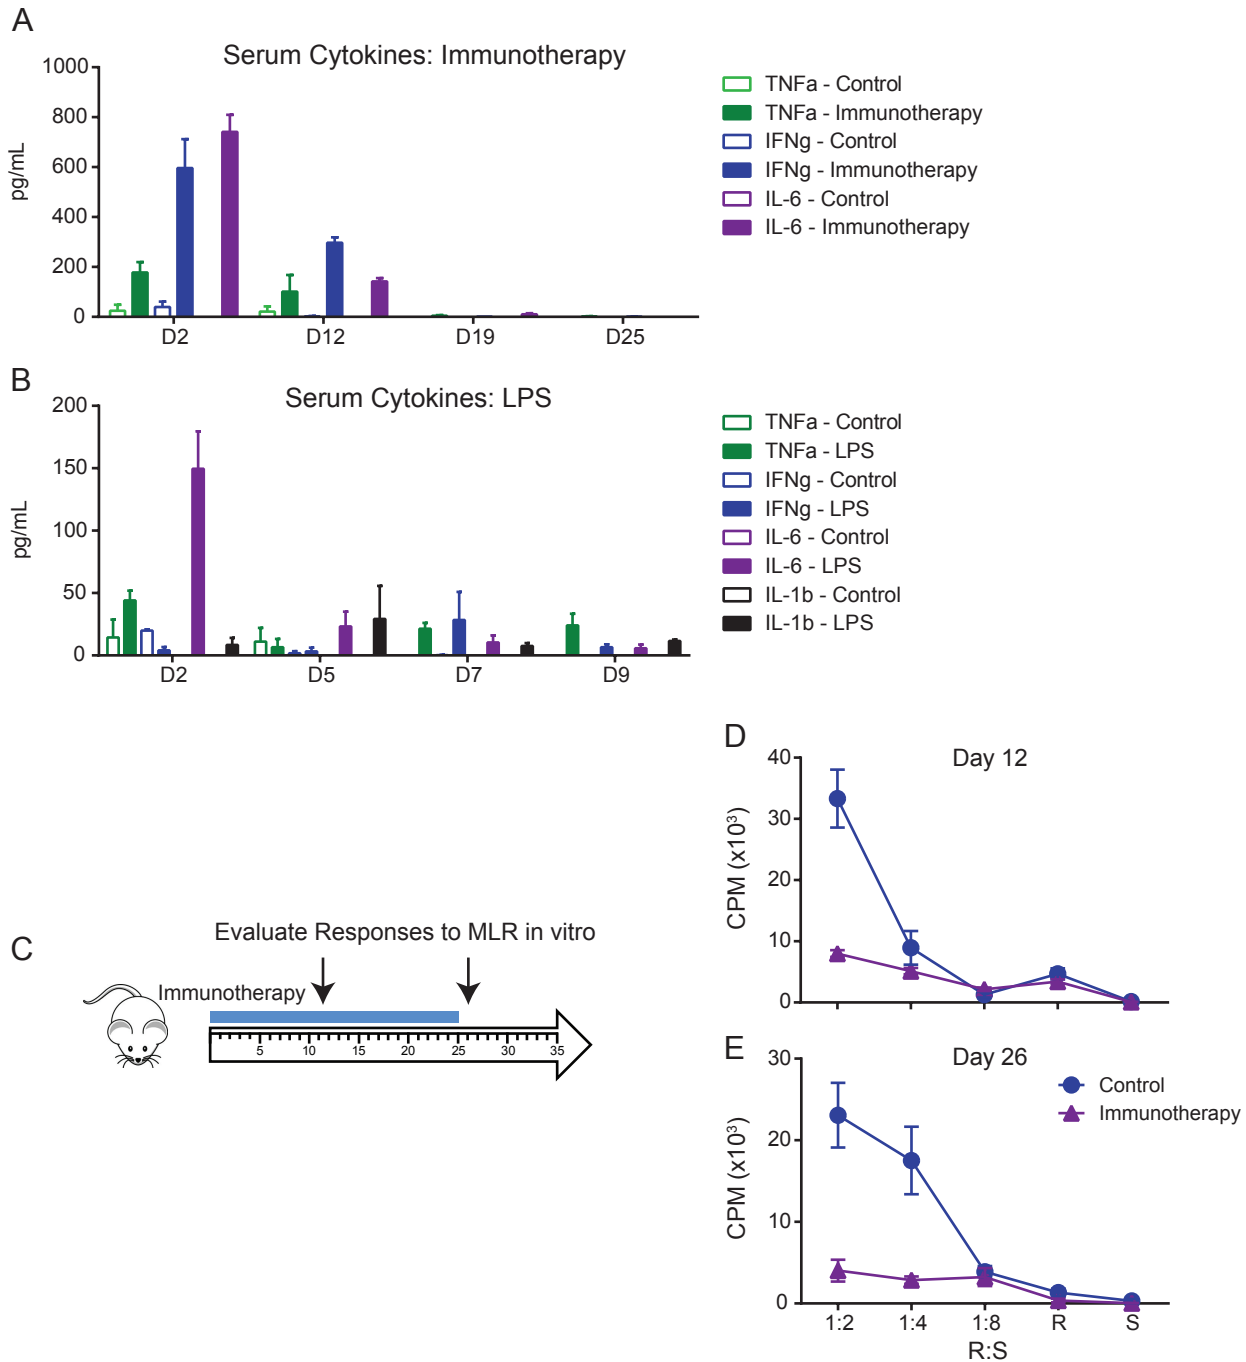 A
Serum Cytokines: Immunotherapy
1000
800
600
400
200
0
pg/mL
D2
D12
D19
D25
TNFa - Control
TNFa - Immunotherapy
IFNg - Control
IFNg - Immunotherapy
IL-6 - Control
IL-6 - Immunotherapy
B
Serum Cytokines: LPS
200
150
100
50
0
pg/mL
D2
D5
D7
D9
TNFa - Control
TNFa - LPS
IFNg - Control
IFNg - LPS
IL-6 - Control
IL-6 - LPS
IL-1b - Control
IL-1b - LPS
C
Evaluate Responses to MLR in vitro
Immunotherapy
5 10 15 20 25 30 35
D
Day 12
40
30
20
10
0
CPM (x10³)
E
Day 26
30
20
10
0
CPM (x10³)
Control
Immunotherapy
1:2 1:4 1:8 R S
R:S